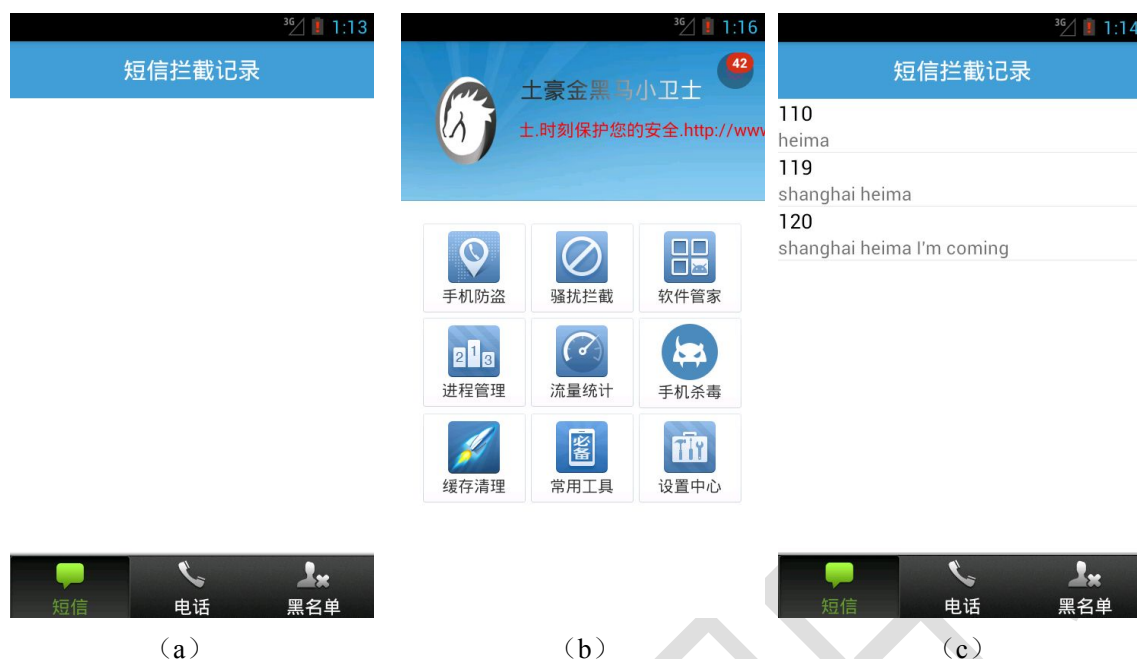 3G 1:13
短信拦截记录
短信
电话
黑名单
(a)
3G 1:16
42
土豪金黑马小卫士
土.时刻保护您的安全.http://www
手机防盗
骚扰拦截
软件管家
2 1 3
进程管理
流量统计
手机杀毒
必备
缓存清理
常用工具
设置中心
(b)
3G 1:14
短信拦截记录
110
heima
119
shanghai heima
120
shanghai heima I'm coming
短信
电话
黑名单
(c)